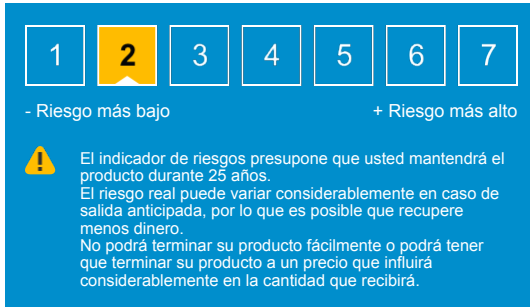 1 2 3 4 5 6 7
- Riesgo más bajo + Riesgo más alto
El indicador de riesgos presupone que usted mantendrá el
producto durante 25 años.
El riesgo real puede variar considerablemente en caso de
salida anticipada, por lo que es posible que recupere
menos dinero.
No podrá terminar su producto fácilmente o podrá tener
que terminar su producto a un precio que influirá
considerablemente en la cantidad que recibirá.